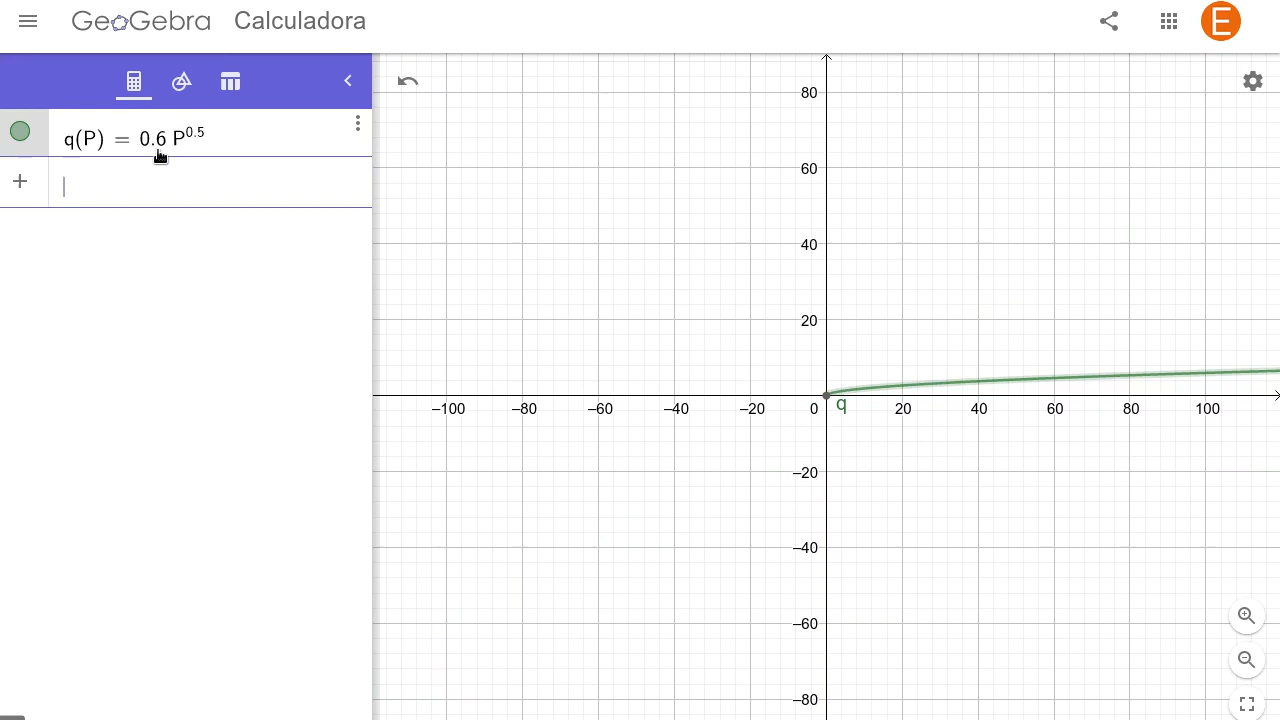 GeoGebra Calculadora E
q(P) = 0.6 P^0.5
80
60
40
20
–100 –80 –60 –40 –20 0 q 20 40 60 80 100
–20
–40
–60
–80